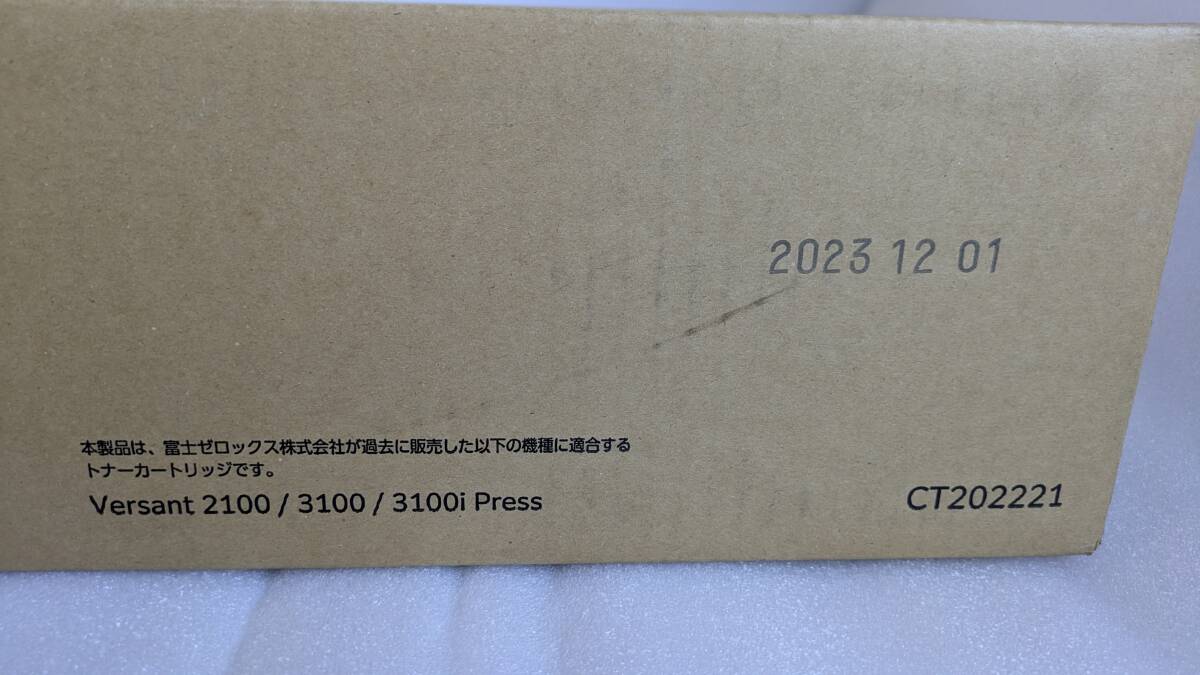 2023 12 01
本製品は、富士ゼロックス株式会社が過去に販売した以下の機種に適合する
トナーカートリッジです。
Versant 2100 / 3100 / 3100i Press
CT202221